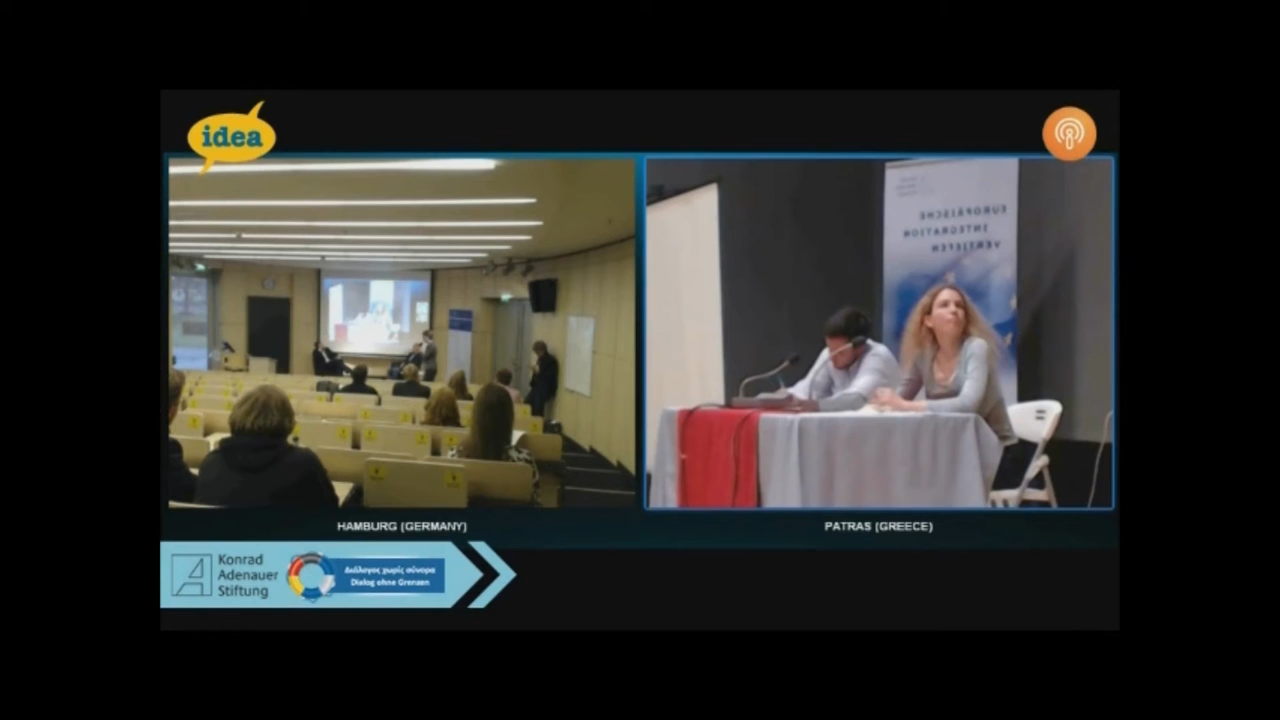 idea
EUROPÄISCHE
INTEGRATION
VERTIEFEN
HAMBURG (GERMANY)
PATRAS (GREECE)
Konrad
Adenauer
Stiftung
Διάλογος χωρίς σύνορα
Dialog ohne Grenzen